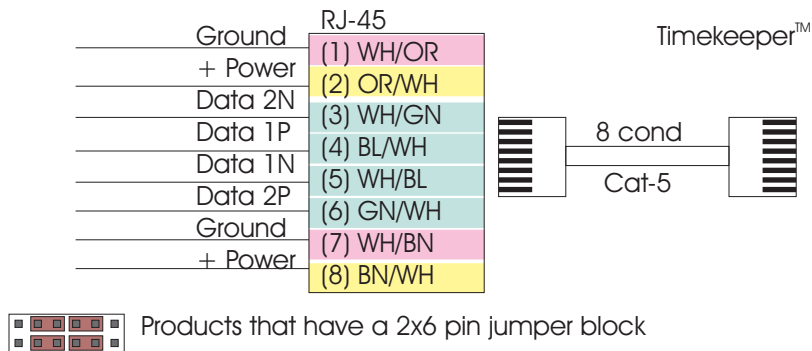 RJ-45
Timekeeper™
Ground (1) WH/OR
+ Power (2) OR/WH
Data 2N (3) WH/GN
Data 1P (4) BL/WH
Data 1N (5) WH/BL
Data 2P (6) GN/WH
Ground (7) WH/BN
+ Power (8) BN/WH
8 cond
Cat-5
Products that have a 2x6 pin jumper block